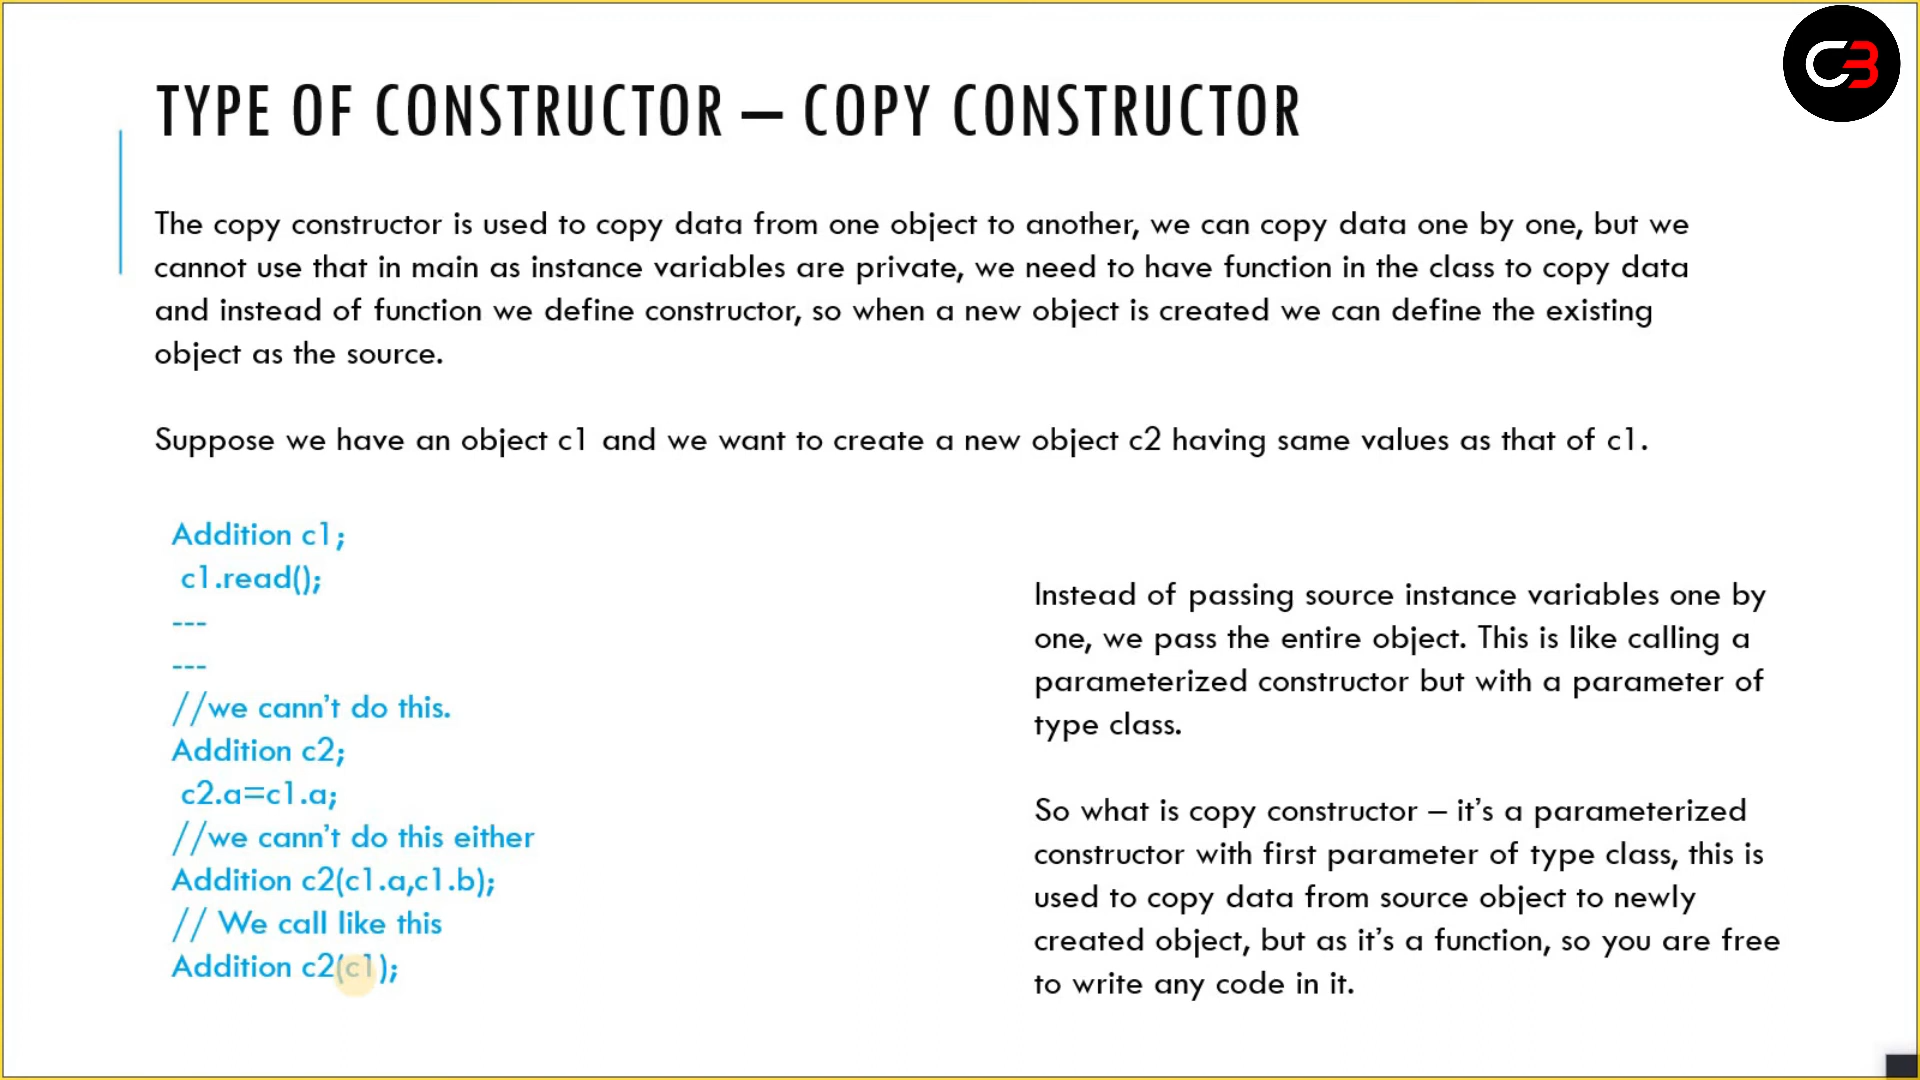 TYPE OF CONSTRUCTOR – COPY CONSTRUCTOR
The copy constructor is used to copy data from one object to another, we can copy data one by one, but we
cannot use that in main as instance variables are private, we need to have function in the class to copy data
and instead of function we define constructor, so when a new object is created we can define the existing
object as the source.
Suppose we have an object c1 and we want to create a new object c2 having same values as that of c1.
Addition c1;
c1.read();
---
---
//we cann't do this.
Addition c2;
c2.a=c1.a;
//we cann't do this either
Addition c2(c1.a,c1.b);
// We call like this
Addition c2(c1);
Instead of passing source instance variables one by
one, we pass the entire object. This is like calling a
parameterized constructor but with a parameter of
type class.
So what is copy constructor – it's a parameterized
constructor with first parameter of type class, this is
used to copy data from source object to newly
created object, but as it's a function, so you are free
to write any code in it.
CB